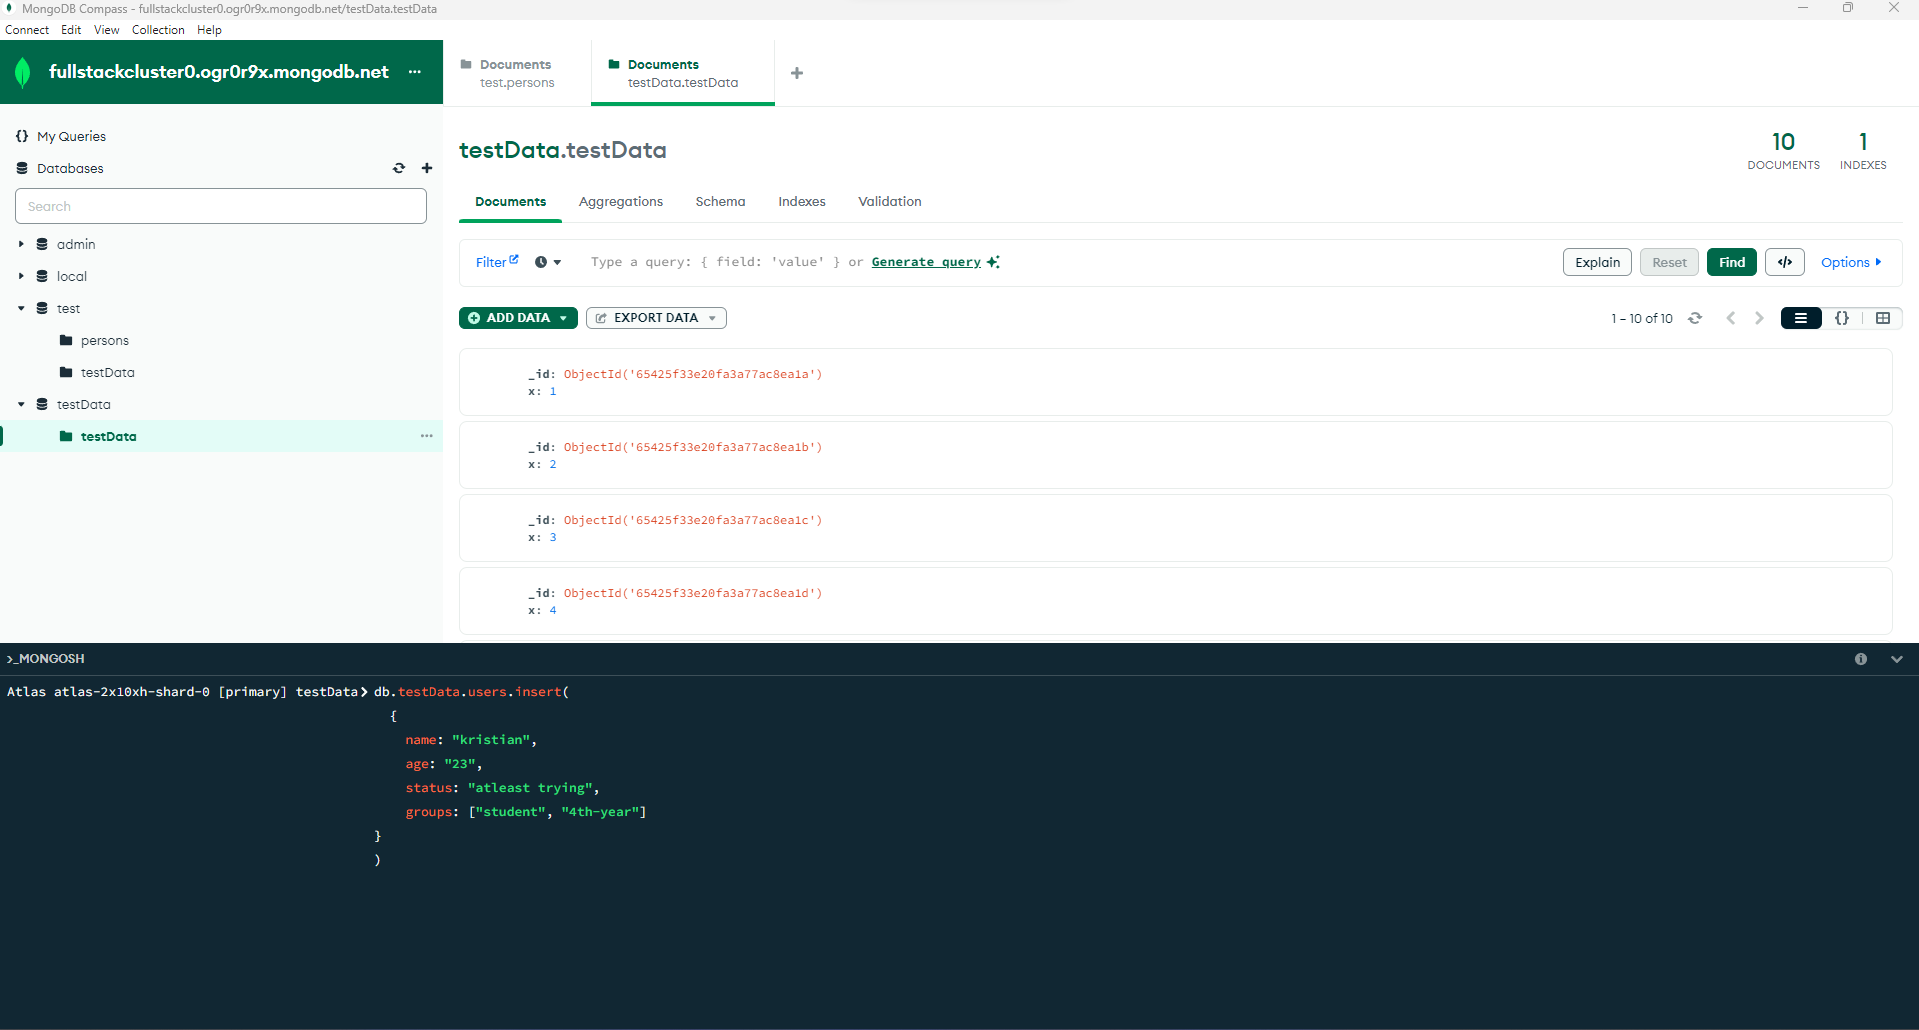 MongoDB Compass - fullstackcluster0.ogr0r9x.mongodb.net/testData.testData
Connect Edit View Collection Help
fullstackcluster0.ogr0r9x.mongodb.net ...
Documents
test.persons
Documents
testData.testData
My Queries
Databases
Search
admin
local
test
persons
testData
testData
testData
testData.testData
10
DOCUMENTS
1
INDEXES
Documents Aggregations Schema Indexes Validation
Filter Type a query: { field: 'value' } or Generate query Explain Reset Find </> Options
ADD DATA EXPORT DATA 1 – 10 of 10 {}
_id: ObjectId('65425f33e20fa3a77ac8ea1a')
x: 1
_id: ObjectId('65425f33e20fa3a77ac8ea1b')
x: 2
_id: ObjectId('65425f33e20fa3a77ac8ea1c')
x: 3
_id: ObjectId('65425f33e20fa3a77ac8ea1d')
x: 4
>_MONGOSH
Atlas atlas-2x10xh-shard-0 [primary] testData> db.testData.users.insert(
{
name: "kristian",
age: "23",
status: "atleast trying",
groups: ["student", "4th-year"]
}
)